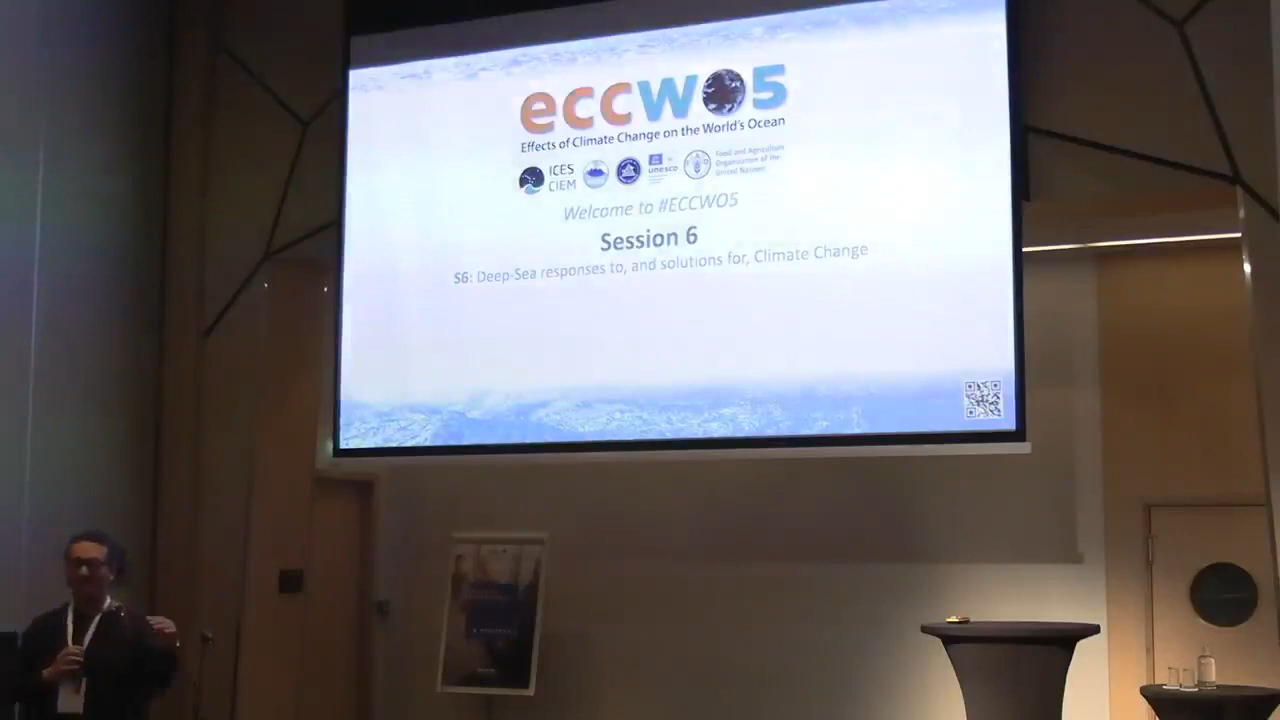 eccwo5
Effects of Climate Change on the World's Ocean
ICES
CIEM
unesco
Food and Agriculture
Organization of the
United Nations
Welcome to #ECCWO5
Session 6
S6: Deep-Sea responses to, and solutions for, Climate Change